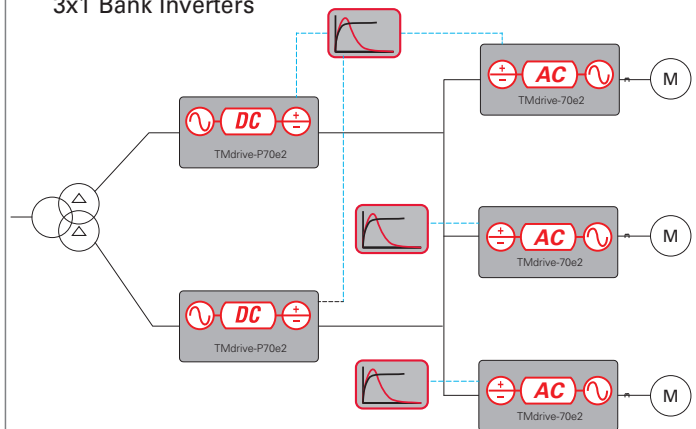 3x1 Bank Inverters
+
−
AC
TMdrive-70e2
M
DC
+
−
TMdrive-P70e2
Δ
Δ
+
−
AC
TMdrive-70e2
M
DC
+
−
TMdrive-P70e2
+
−
AC
TMdrive-70e2
M